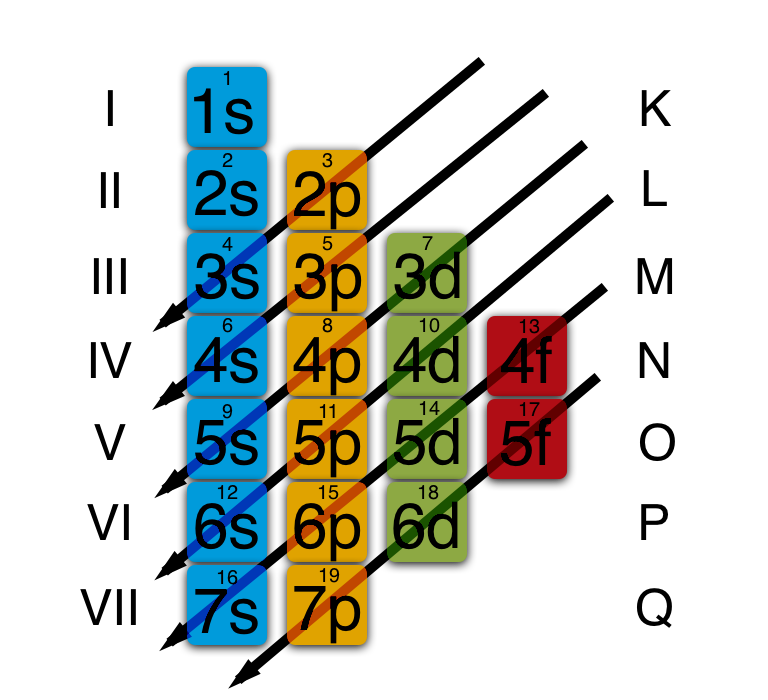 1
I 1s K
2 3
II 2s 2p L
4 5 7
III 3s 3p 3d M
6 8 10 13
IV 4s 4p 4d 4f N
9 11 14 17
V 5s 5p 5d 5f O
12 15 18
VI 6s 6p 6d P
16 19
VII 7s 7p Q